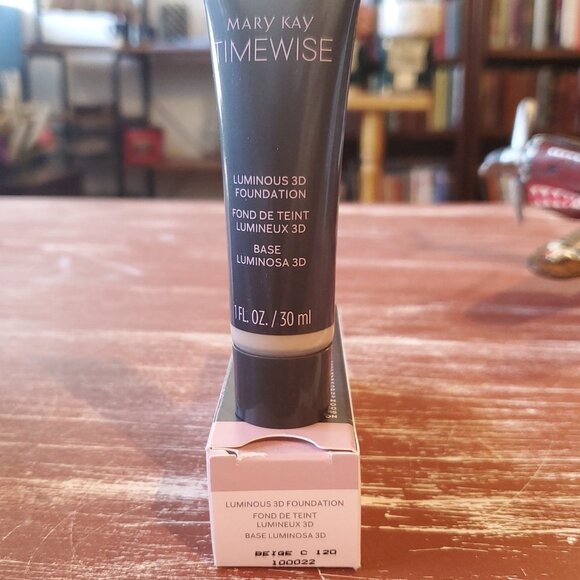 MARY KAY
TIMEWISE
LUMINOUS 3D
FOUNDATION
FOND DE TEINT
LUMINEUX 3D
BASE
LUMINOSA 3D
1 FL. OZ. / 30 ml
LUMINOUS 3D FOUNDATION
FOND DE TEINT
LUMINEUX 3D
BASE LUMINOSA 3D
BEIGE C 120
100022